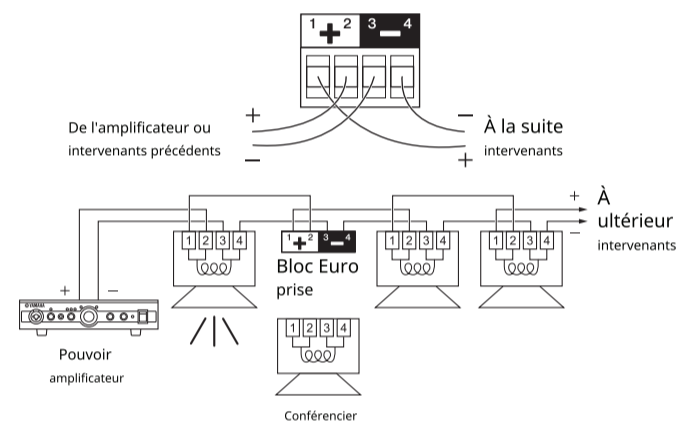 1 + 2 3 − 4
De l'amplificateur ou
intervenants précédents
+
−
−
+
À la suite
intervenants
+
−
À
ultérieur
intervenants
1 2 3 4
1 + 2 3 − 4
1 2 3 4
1 2 3 4
Bloc Euro
prise
+ −
YAMAHA
Pouvoir
amplificateur
1 2 3 4
Conférencier